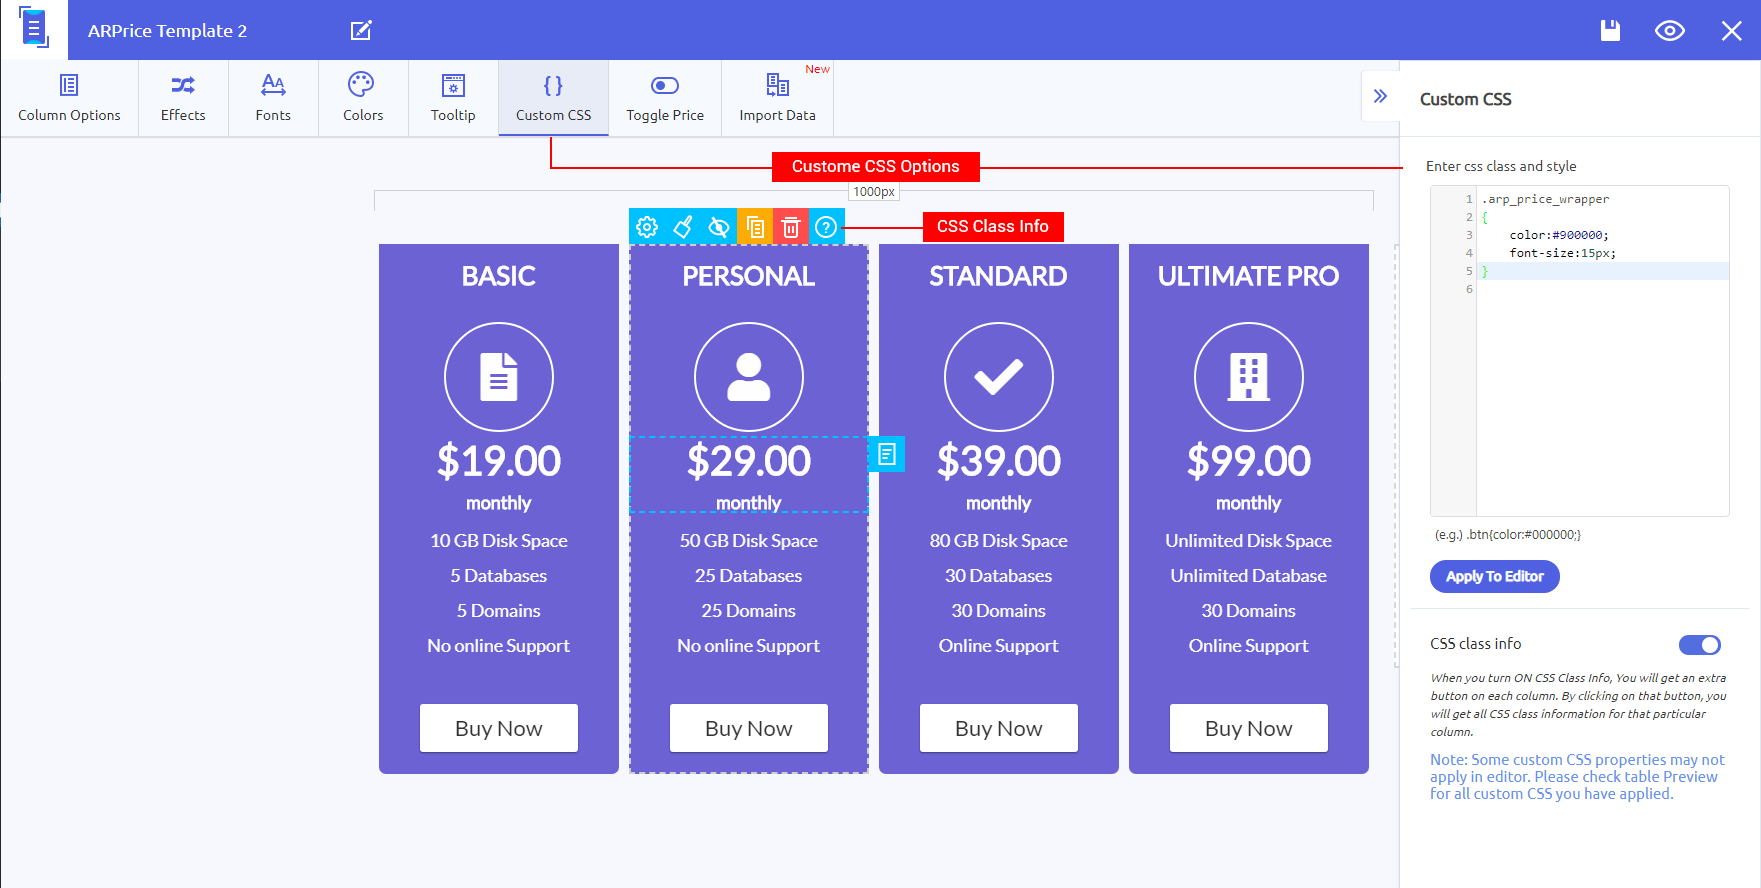 ARPrice Template 2
Column Options
Effects
Fonts
Colors
Tooltip
Custom CSS
Toggle Price
Import Data
New
Custom CSS
Custome CSS Options
1000px
CSS Class Info
BASIC
$19.00
monthly
10 GB Disk Space
5 Databases
5 Domains
No online Support
Buy Now
PERSONAL
$29.00
monthly
50 GB Disk Space
25 Databases
25 Domains
No online Support
Buy Now
STANDARD
$39.00
monthly
80 GB Disk Space
30 Databases
30 Domains
Online Support
Buy Now
ULTIMATE PRO
$99.00
monthly
Unlimited Disk Space
Unlimited Database
30 Domains
Online Support
Buy Now
Enter css class and style
1 .arp_price_wrapper
2 {
3 color:#900000;
4 font-size:15px;
5 }
6
(e.g.) .btn{color:#000000;}
Apply To Editor
CSS class info
When you turn ON CSS Class Info, You will get an extra
button on each column. By clicking on that button, you
will get all CSS class information for that particular
column.
Note: Some custom CSS properties may not
apply in editor. Please check table Preview
for all custom CSS you have applied.